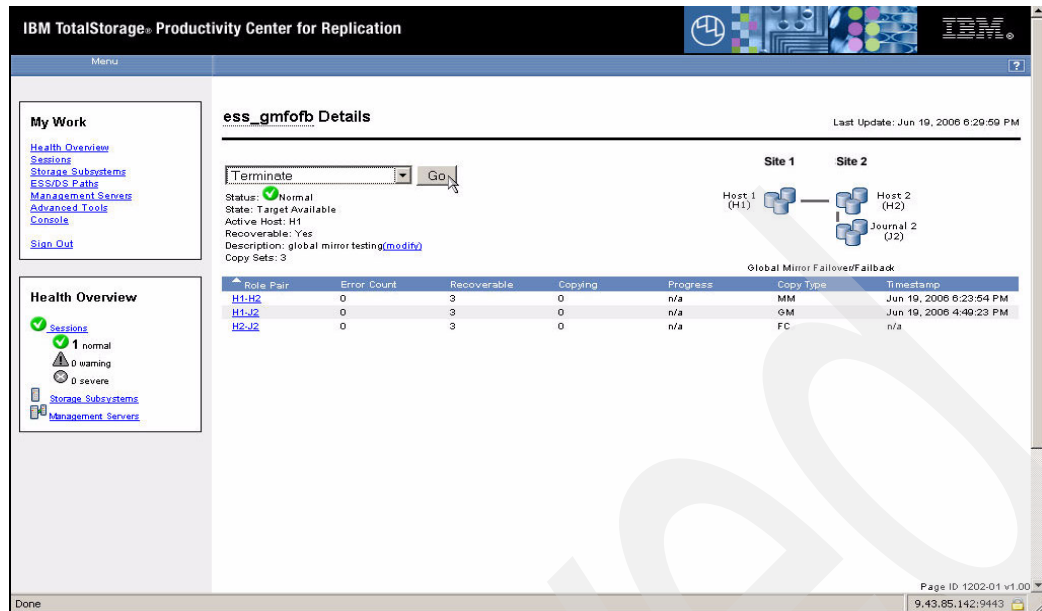 IBM TotalStorage® Productivity Center for Replication
IBM®
Menu
?
My Work
Health Overview
Sessions
Storage Subsystems
ESS/DS Paths
Management Servers
Advanced Tools
Console
Sign Out
Health Overview
Sessions
1 normal
0 warning
0 severe
Storage Subsystems
Management Servers
ess_gmfofb Details
Last Update: Jun 19, 2006 6:29:59 PM
Terminate
Go
Status: Normal
State: Target Available
Active Host: H1
Recoverable: Yes
Description: global mirror testing(modify)
Copy Sets: 3
Site 1 Site 2
Host 1 (H1)
Host 2 (H2)
Journal 2 (J2)
Global Mirror Failover/Failback
Role Pair Error Count Recoverable Copying Progress Copy Type Timestamp
H1-H2 0 3 0 n/a MM Jun 19, 2006 6:23:54 PM
H1-J2 0 3 0 n/a GM Jun 19, 2006 4:49:23 PM
H2-J2 0 3 0 n/a FC n/a
Page ID 1202-01 v1.00
Done
9.43.85.142:9443